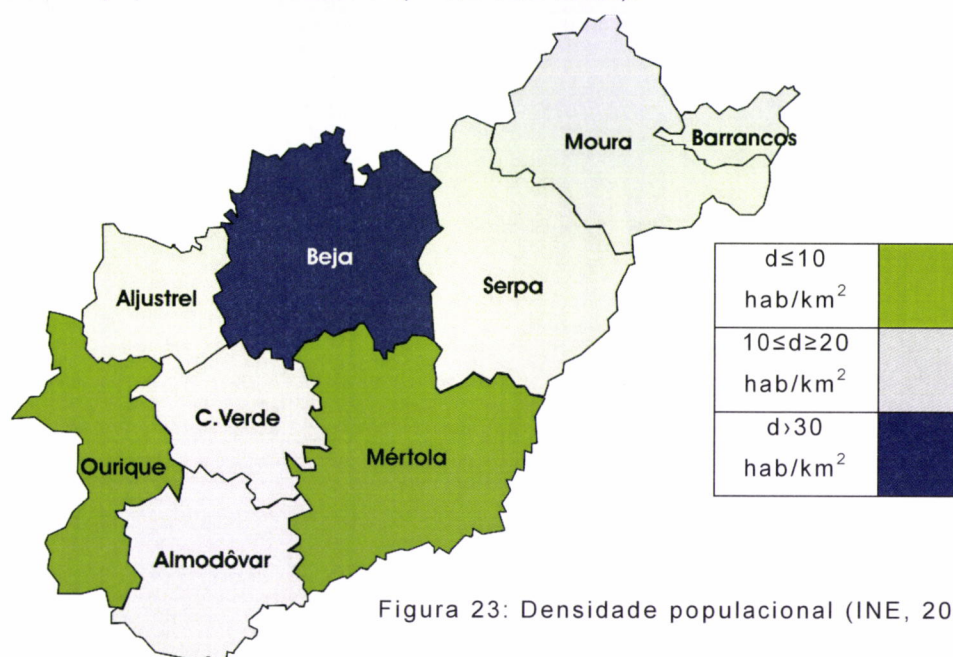 Moura
Barrancos
Beja
Serpa
Aljustrel
C.Verde
Ourique
Mértola
Almodôvar
d≤10
hab/km²
10≤d≥20
hab/km²
d›30
hab/km²
Figura 23: Densidade populacional (INE, 20